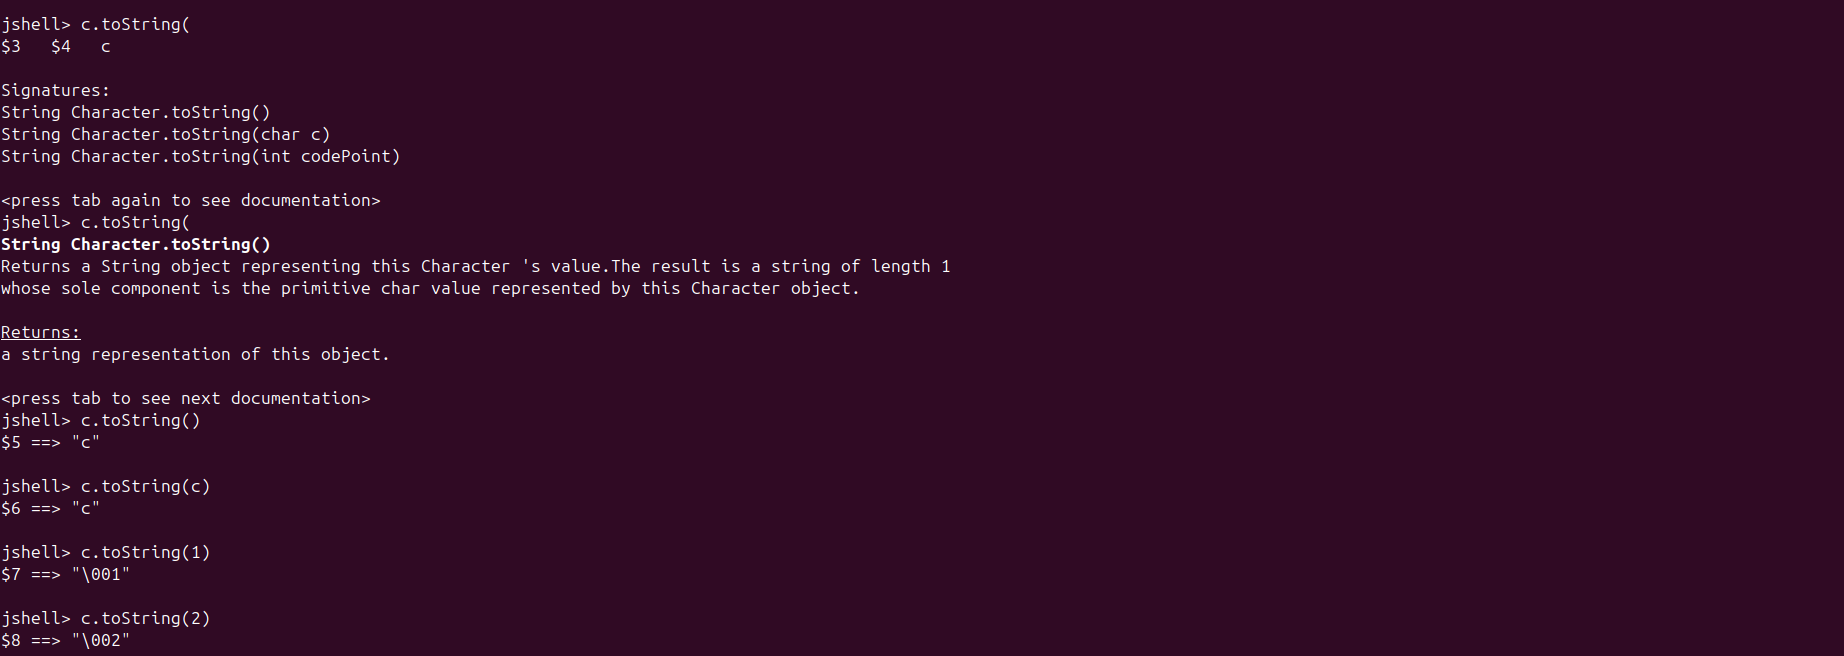 jshell> c.toString(
$3   $4   c
Signatures:
String Character.toString()
String Character.toString(char c)
String Character.toString(int codePoint)
<press tab again to see documentation>
jshell> c.toString(
String Character.toString()
Returns a String object representing this Character 's value.The result is a string of length 1
whose sole component is the primitive char value represented by this Character object.
Returns:
a string representation of this object.
<press tab to see next documentation>
jshell> c.toString()
$5 ==> "c"
jshell> c.toString(c)
$6 ==> "c"
jshell> c.toString(1)
$7 ==> "\001"
jshell> c.toString(2)
$8 ==> "\002"